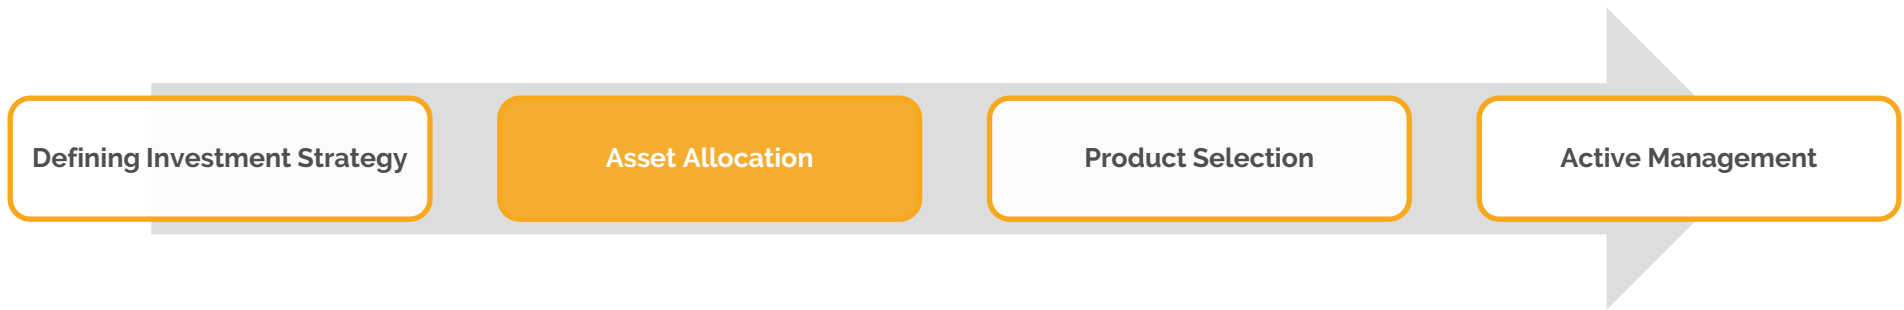 Defining Investment Strategy
Asset Allocation
Product Selection
Active Management